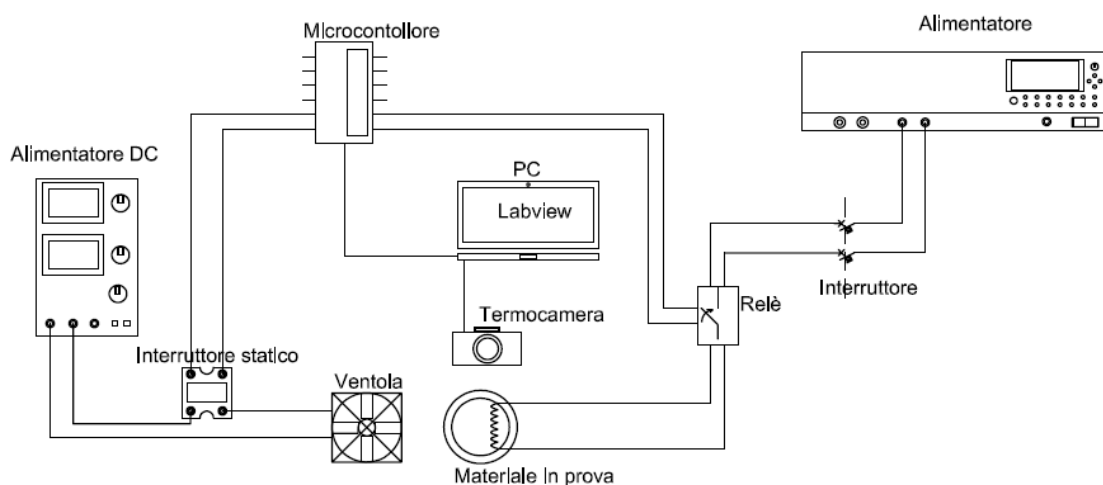 Microcontollore
Alimentatore
Alimentatore DC
PC
Labview
Interruttore
Relè
Termocamera
Interruttore statico
Ventola
Materiale in prova